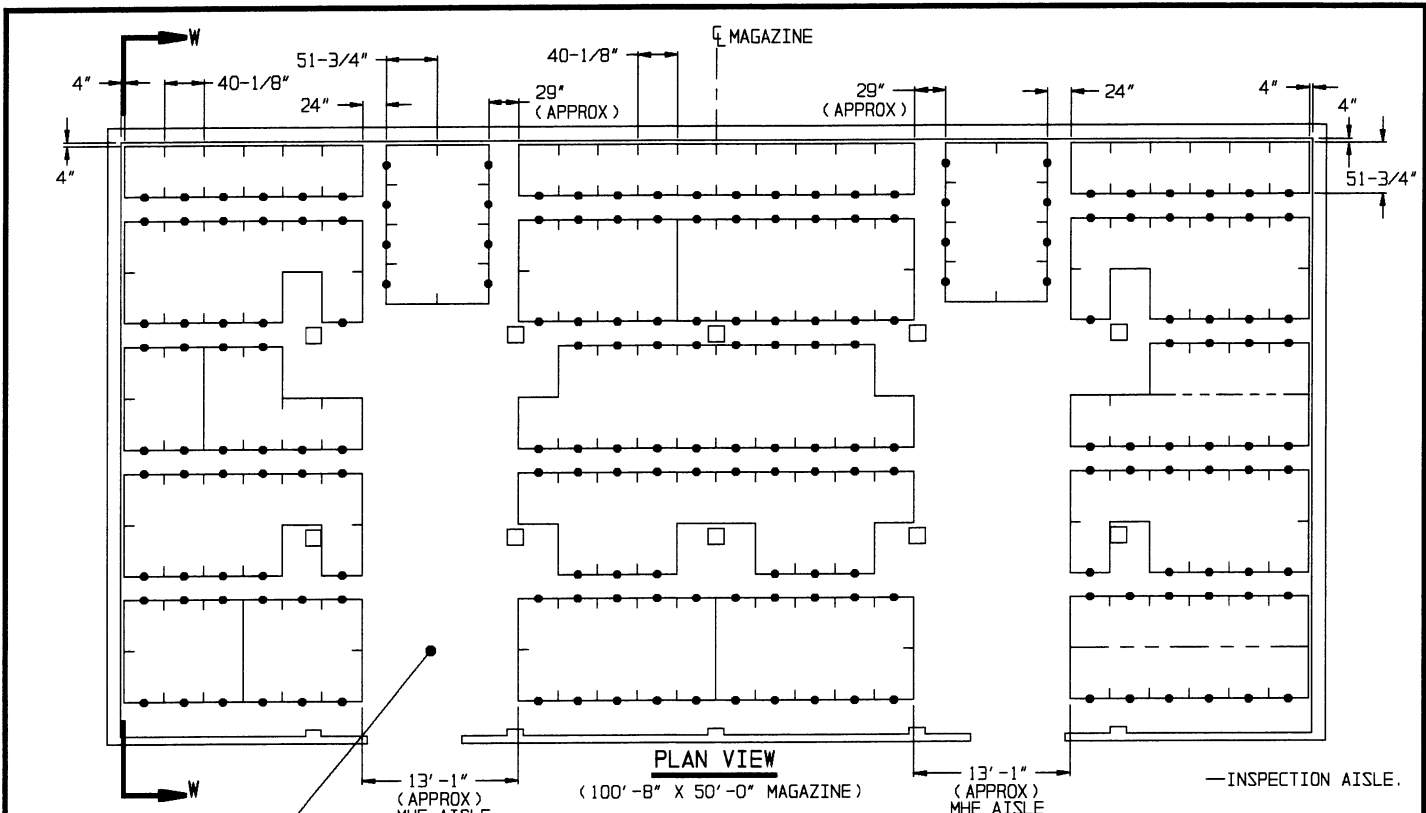 W
℄ MAGAZINE
51-3/4"
40-1/8"
4"
40-1/8"
24"
29"
(APPROX)
29"
(APPROX)
24"
4"
4"
4"
51-3/4"
PLAN VIEW
(100'-8" X 50'-0" MAGAZINE)
13'-1"
(APPROX)
MHE AISLE
13'-1"
(APPROX)
MHE AISLE
INSPECTION AISLE.
W